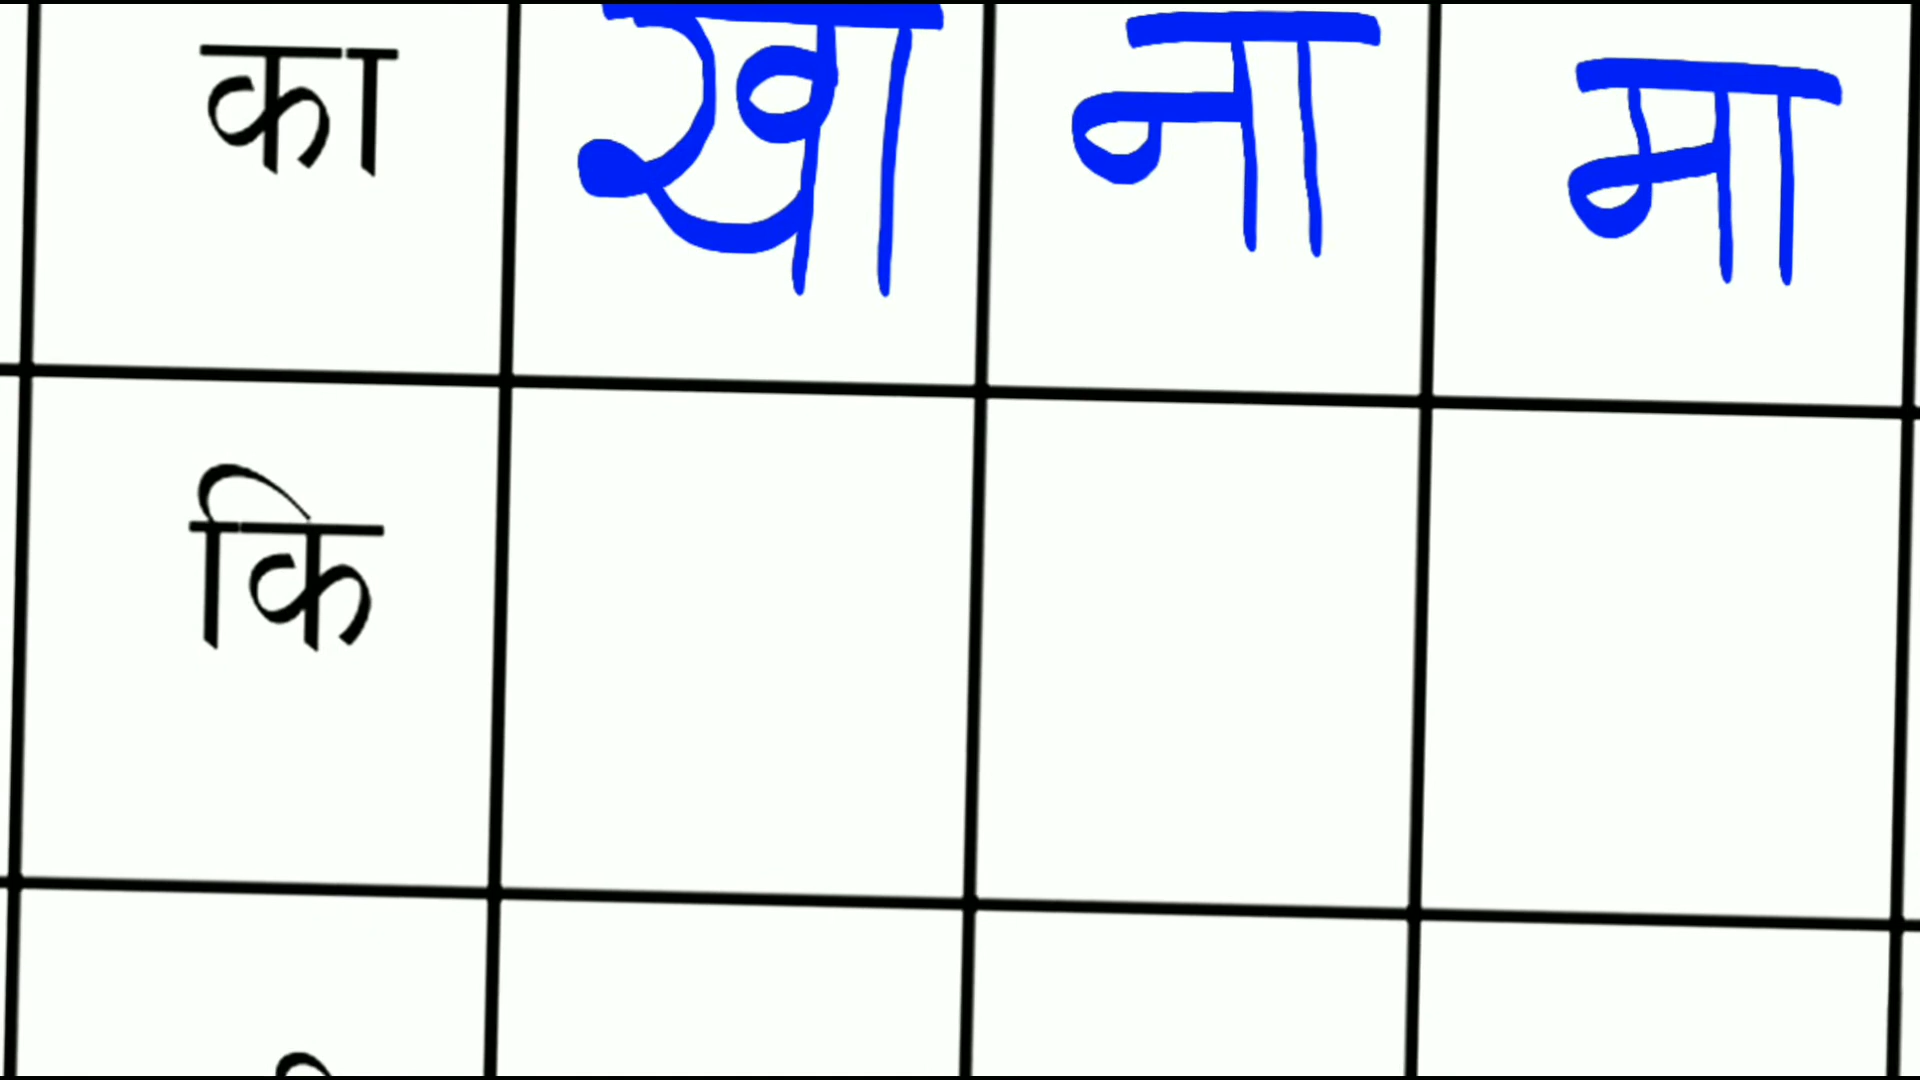 का खा ना मा
कि